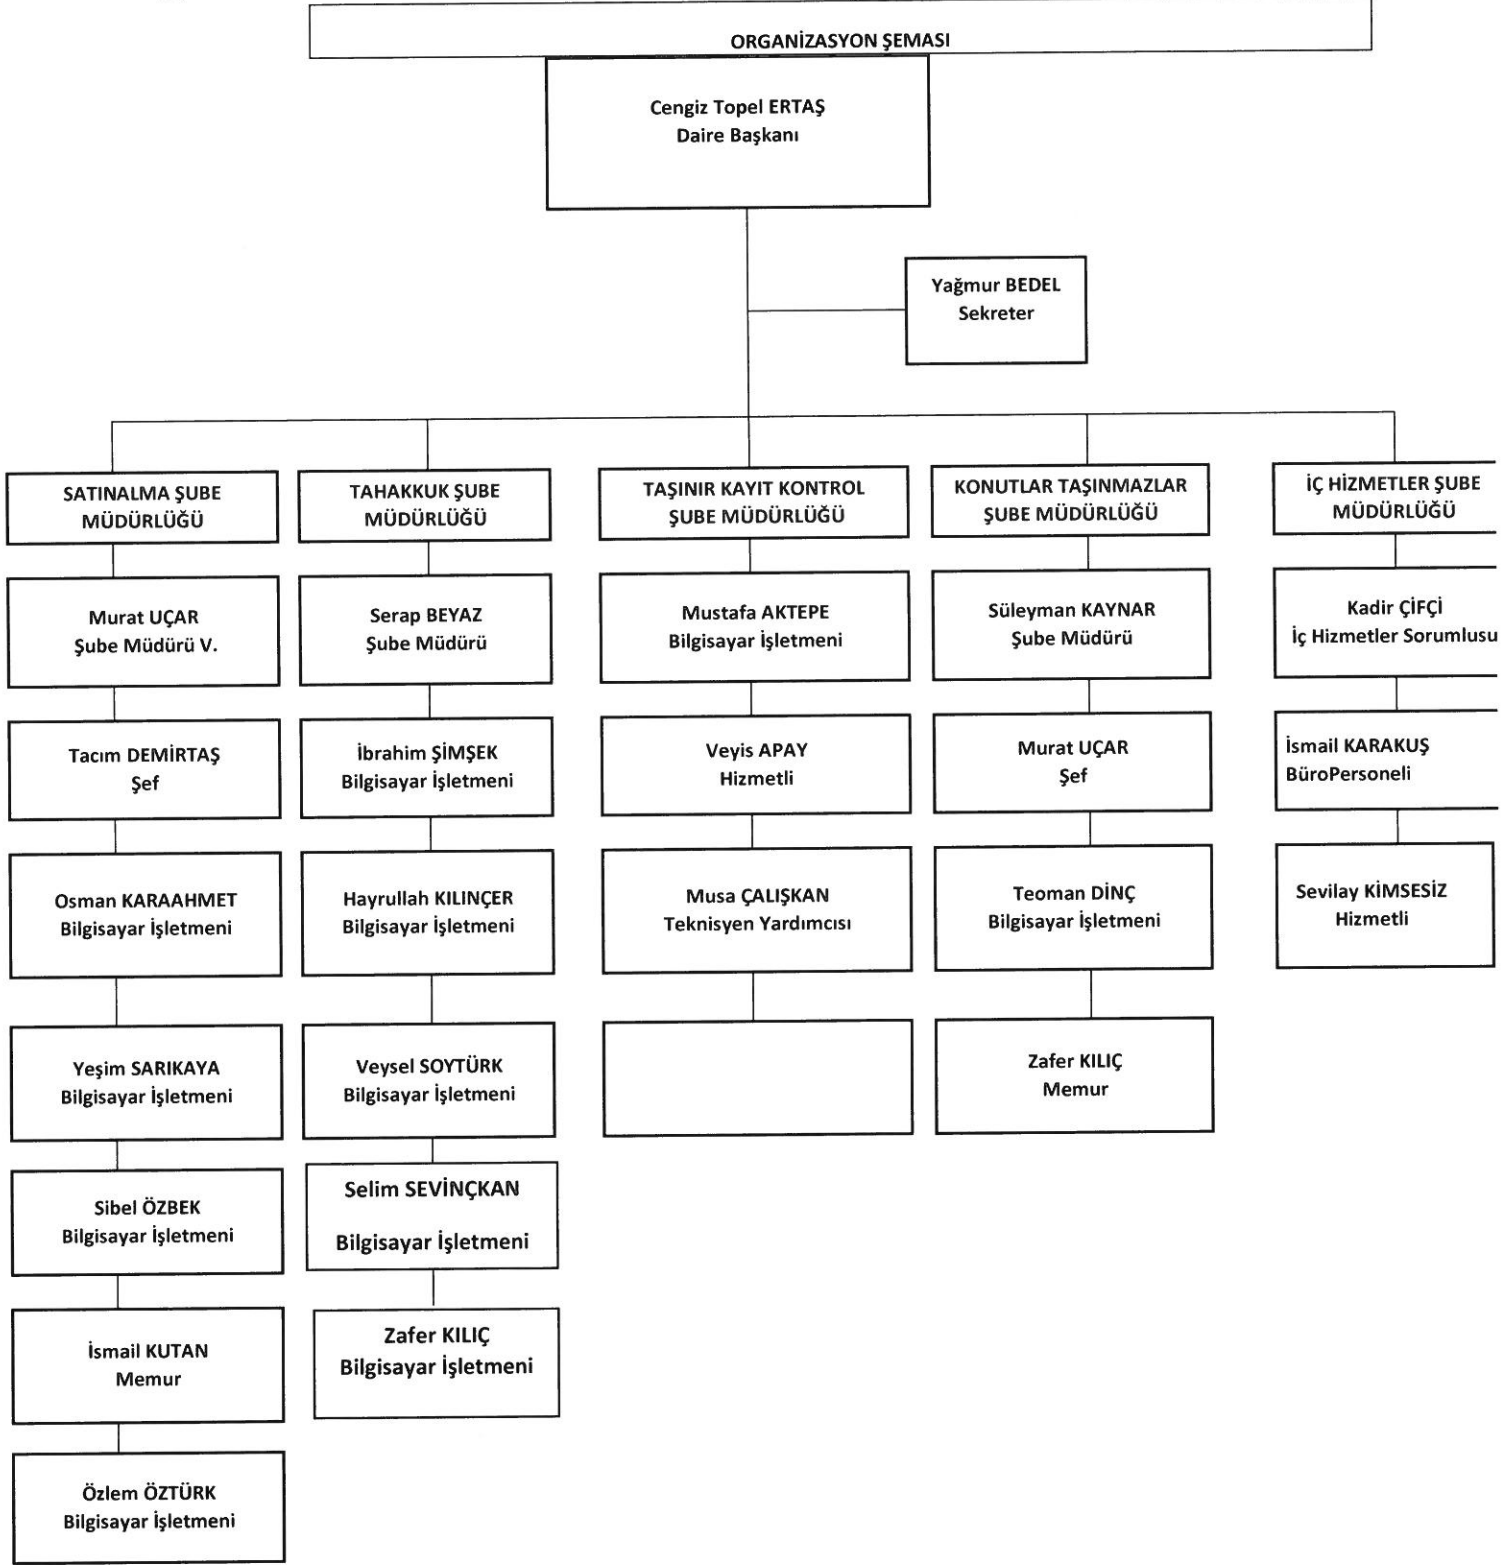 ORGANİZASYON ŞEMASI
Cengiz Topel ERTAŞ
Daire Başkanı
Yağmur BEDEL
Sekreter
SATINALMA ŞUBE
MÜDÜRLÜĞÜ
Murat UÇAR
Şube Müdürü V.
Tacım DEMİRTAŞ
Şef
Osman KARAAHMET
Bilgisayar İşletmeni
Yeşim SARIKAYA
Bilgisayar İşletmeni
Sibel ÖZBEK
Bilgisayar İşletmeni
İsmail KUTAN
Memur
Özlem ÖZTÜRK
Bilgisayar İşletmeni
TAHAKKUK ŞUBE
MÜDÜRLÜĞÜ
Serap BEYAZ
Şube Müdürü
İbrahim ŞİMŞEK
Bilgisayar İşletmeni
Hayrullah KILINÇER
Bilgisayar İşletmeni
Veysel SOYTÜRK
Bilgisayar İşletmeni
Selim SEVİNÇKAN
Bilgisayar İşletmeni
Zafer KILIÇ
Bilgisayar İşletmeni
TAŞINIR KAYIT KONTROL
ŞUBE MÜDÜRLÜĞÜ
Mustafa AKTEPE
Bilgisayar İşletmeni
Veyis APAY
Hizmetli
Musa ÇALIŞKAN
Teknisyen Yardımcısı
KONUTLAR TAŞINMAZLAR
ŞUBE MÜDÜRLÜĞÜ
Süleyman KAYNAR
Şube Müdürü
Murat UÇAR
Şef
Teoman DİNÇ
Bilgisayar İşletmeni
Zafer KILIÇ
Memur
İÇ HİZMETLER ŞUBE
MÜDÜRLÜĞÜ
Kadir ÇİFÇİ
İç Hizmetler Sorumlusu
İsmail KARAKUŞ
BüroPersoneli
Sevilay KİMSESİZ
Hizmetli